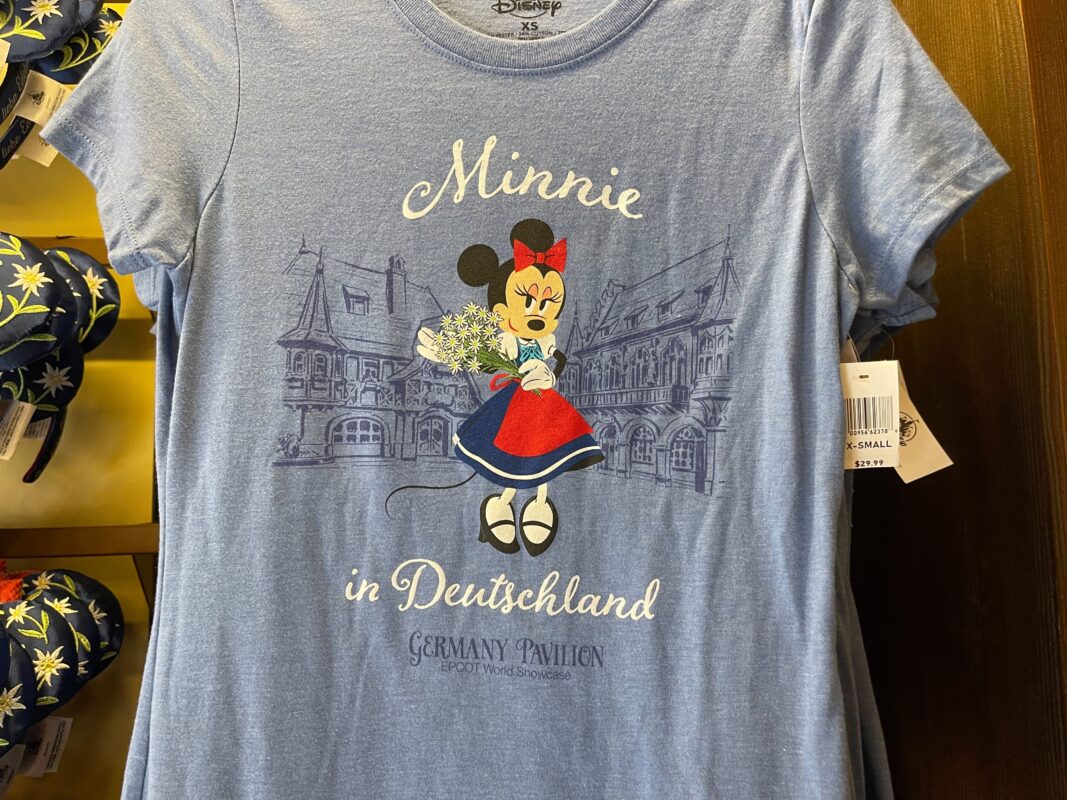 Disney
XS
Minnie
in Deutschland
GERMANY PAVILION
EPCOT World Showcase
X-SMALL
$29.99